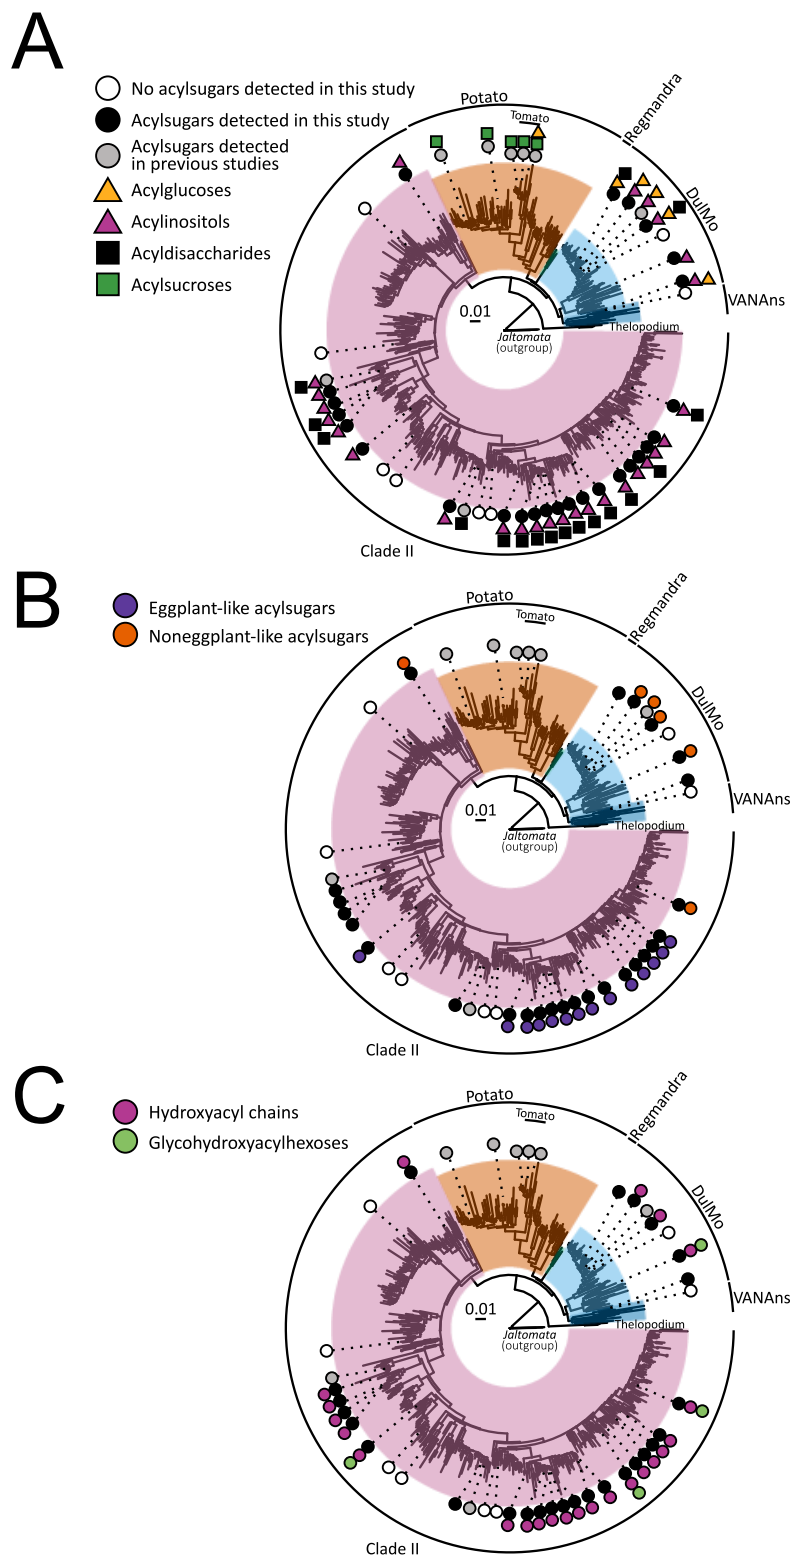 A
No acylsugars detected in this study
Acylsugars detected in this study
Acylsugars detected
in previous studies
Acylglucoses
Acylinositols
Acyldisaccharides
Acylsucroses
Potato
Tomato
Regmandra
DulMo
VANAns
Thelopodium
0.01
Jaltomata
(outgroup)
Clade II
B
Eggplant-like acylsugars
Noneggplant-like acylsugars
Potato
Tomato
Regmandra
DulMo
VANAns
Thelopodium
0.01
Jaltomata
(outgroup)
Clade II
C
Hydroxyacyl chains
Glycohydroxyacylhexoses
Potato
Tomato
Regmandra
DulMo
VANAns
Thelopodium
0.01
Jaltomata
(outgroup)
Clade II